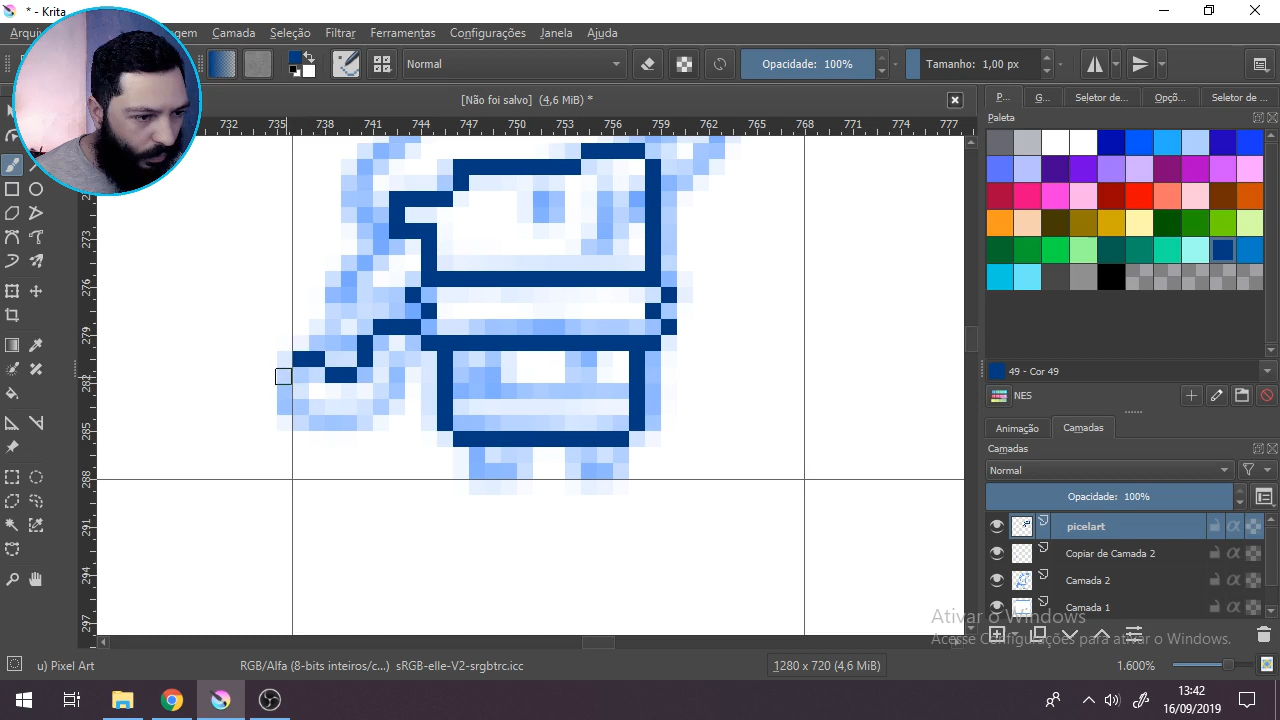 * - Krita
Arqui
agem
Camada
Seleção
Filtrar
Ferramentas
Configurações
Janela
Ajuda
Normal
Opacidade: 100%
Tamanho: 1,00 px
[Não foi salvo] (4,6 MiB) *
P...
G...
Seletor de...
Opçõ...
Seletor de ...
732 735 738 741 744 747 750 753 756 759 762 765 768 771 774 777
Paleta
273
276
279
282
285
288
291
294
297
49 - Cor 49
NES
Animação
Camadas
Camadas
Normal
Opacidade: 100%
picelart
Copiar de Camada 2
Camada 2
Camada 1
Ativar o Windows
Acesse Configurações para ativar o Windows.
u) Pixel Art
RGB/Alfa (8-bits inteiros/c...) sRGB-elle-V2-srgbtrc.icc
1280 x 720 (4,6 MiB)
1.600%
13:42
16/09/2019